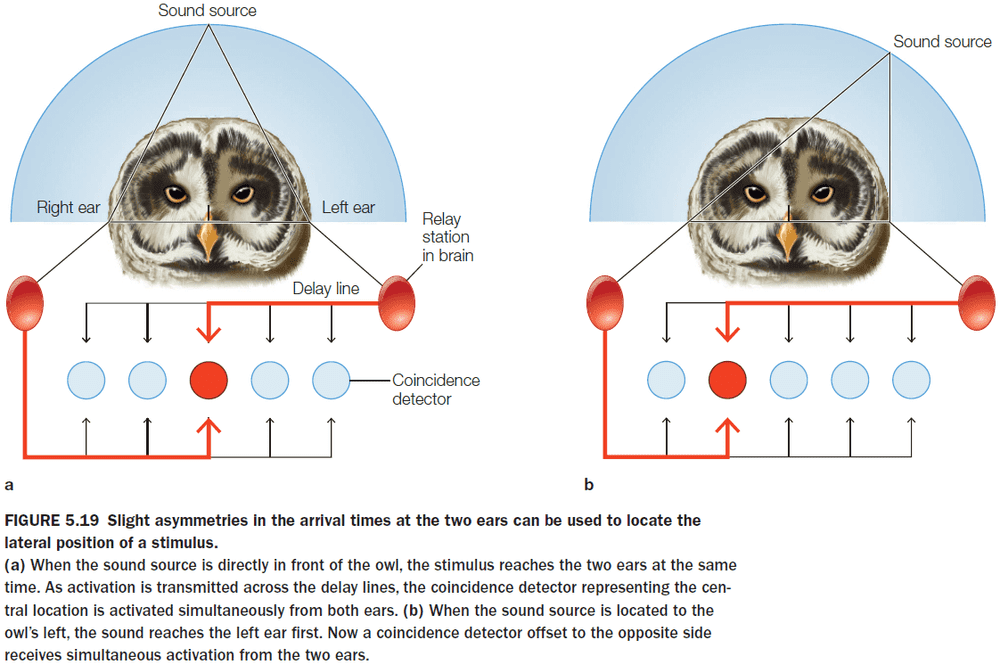 Sound source
Sound source
Right ear
Left ear
Relay
station
in brain
Delay line
Coincidence
detector
a
b
FIGURE 5.19 Slight asymmetries in the arrival times at the two ears can be used to locate the
lateral position of a stimulus.
(a) When the sound source is directly in front of the owl, the stimulus reaches the two ears at the same
time. As activation is transmitted across the delay lines, the coincidence detector representing the cen-
tral location is activated simultaneously from both ears. (b) When the sound source is located to the
owl’s left, the sound reaches the left ear first. Now a coincidence detector offset to the opposite side
receives simultaneous activation from the two ears.